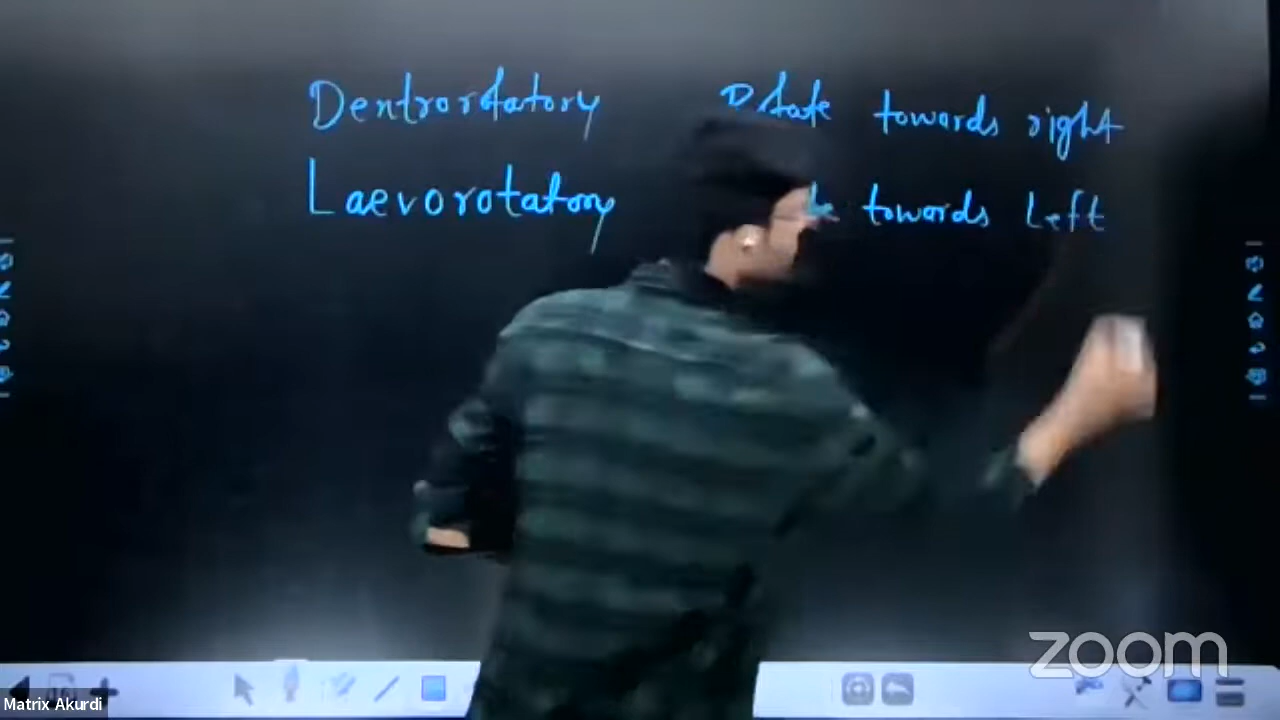 Dentrorotatory Rotate towards right
Laevorotatory towards Left
zoom
Matrix Akurdi